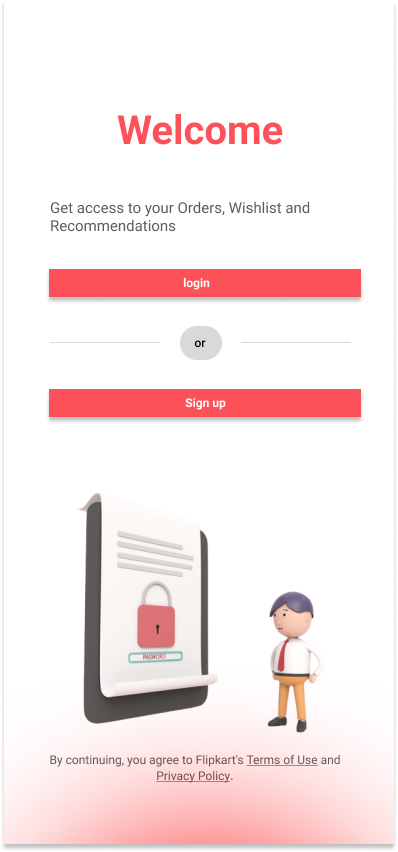 Welcome
Get access to your Orders, Wishlist and
Recommendations
login
or
Sign up
PASWORD
By continuing, you agree to Flipkart's Terms of Use and
Privacy Policy.